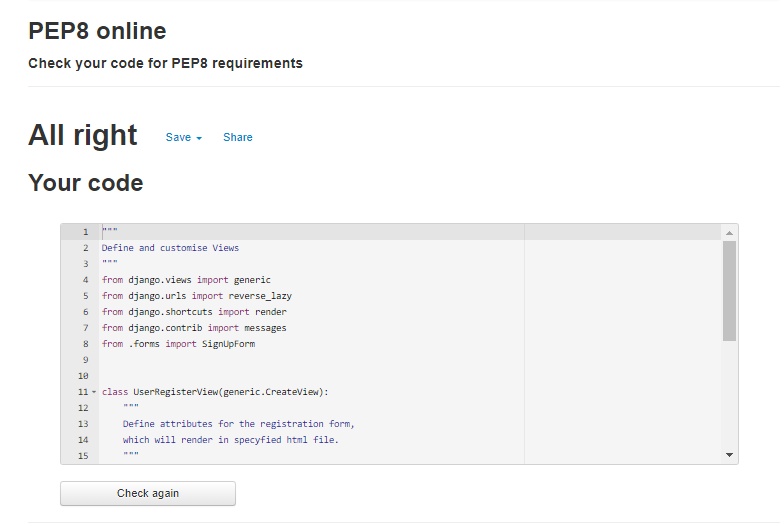 PEP8 online
Check your code for PEP8 requirements
All right Save Share
Your code
1 """
2 Define and customise Views
3 """
4 from django.views import generic
5 from django.urls import reverse_lazy
6 from django.shortcuts import render
7 from django.contrib import messages
8 from .forms import SignUpForm
9
10
11 class UserRegisterView(generic.CreateView):
12 """
13 Define attributes for the registration form,
14 which will render in specyfied html file.
15 """
Check again